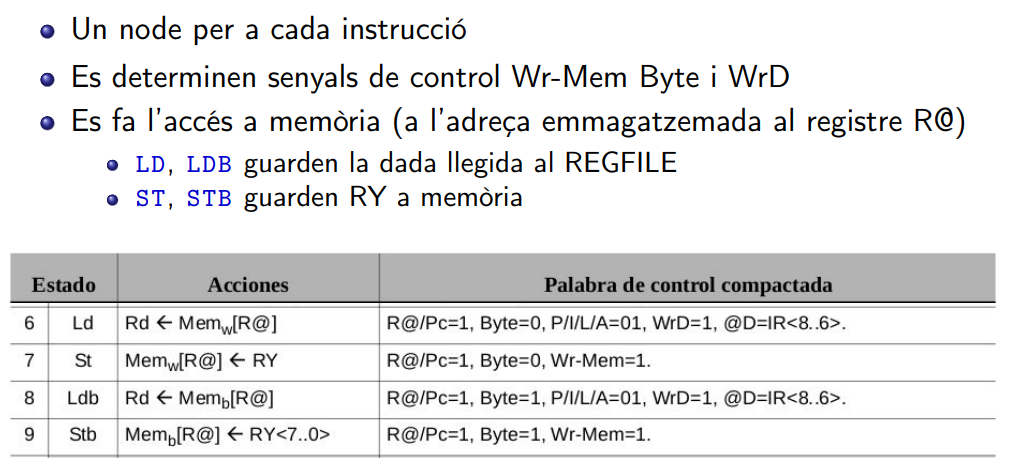 Un node per a cada instrucció
Es determinen senyals de control Wr-Mem Byte i WrD
Es fa l'accés a memòria (a l'adreça emmagatzemada al registre R@)
LD, LDB guarden la dada llegida al REGFILE
ST, STB guarden RY a memòria
Estado Acciones Palabra de control compactada
6 Ld Rd ← Memw[R@] R@/Pc=1, Byte=0, P/I/L/A=01, WrD=1, @D=IR<8..6>.
7 St Memw[R@] ← RY R@/Pc=1, Byte=0, Wr-Mem=1.
8 Ldb Rd ← Memb[R@] R@/Pc=1, Byte=1, P/I/L/A=01, WrD=1, @D=IR<8..6>.
9 Stb Memb[R@] ← RY<7..0> R@/Pc=1, Byte=1, Wr-Mem=1.